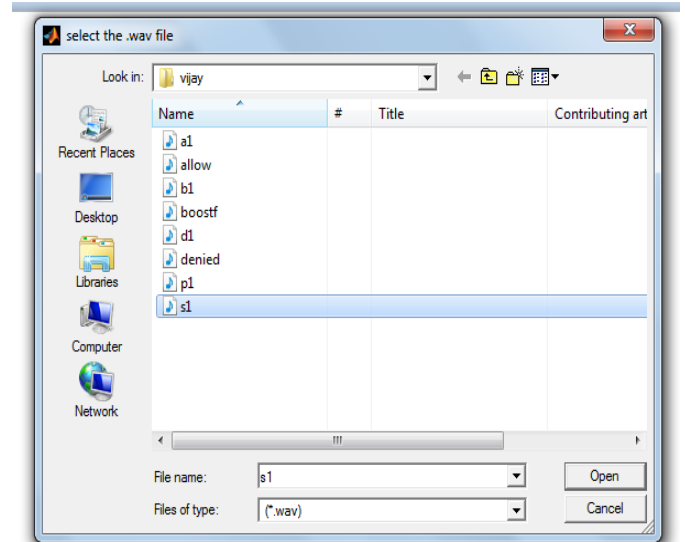 select the .wav file
Look in: vijay
Name # Title Contributing art
Recent Places
Desktop
Libraries
Computer
Network
a1
allow
b1
boostf
d1
denied
p1
s1
File name: s1 Open
Files of type: (*.wav) Cancel